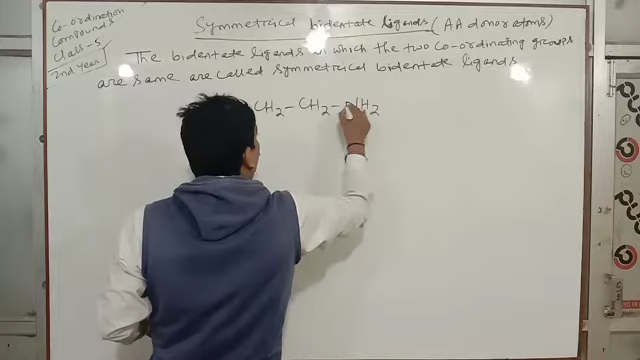 Co-ordination
Compounds
Class-5
2nd Year
Symmetrical bidentate ligands (AA donor atoms)
The bidentate ligands in which the two co-ordinating groups
are same are called symmetrical bidentate ligands
CH2-CH2-NH2